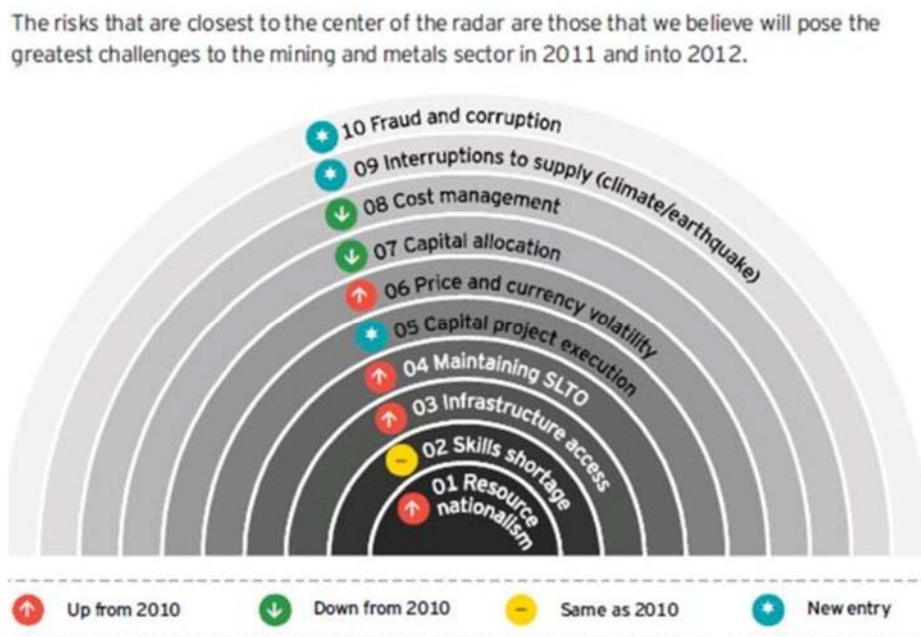 The risks that are closest to the center of the radar are those that we believe will pose the
greatest challenges to the mining and metals sector in 2011 and into 2012.
10 Fraud and corruption
09 Interruptions to supply (climate/earthquake)
08 Cost management
07 Capital allocation
06 Price and currency volatility
05 Capital project execution
04 Maintaining SLTO
03 Infrastructure access
02 Skills shortage
01 Resource
nationalism
Up from 2010
Down from 2010
Same as 2010
New entry